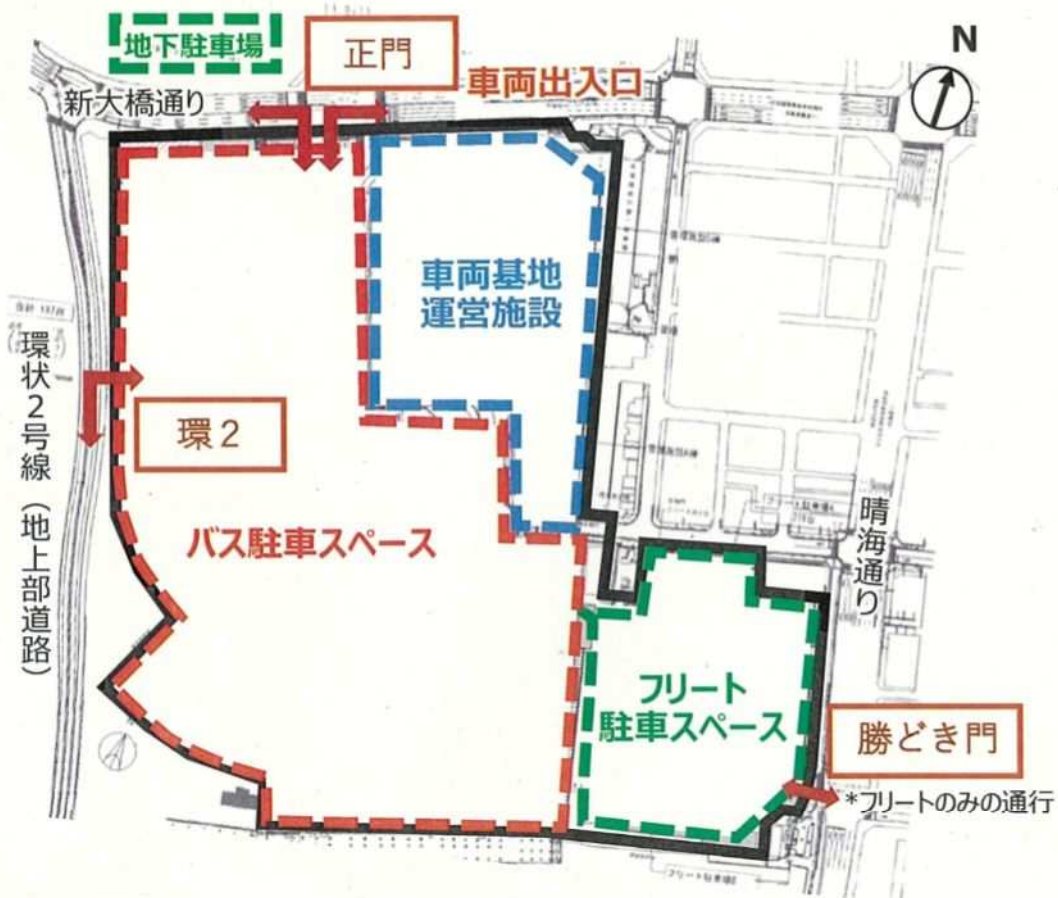 地下駐車場
正門
車両出入口
N
新大橋通り
車両基地
運営施設
環状2号線（地上部道路）
環2
バス駐車スペース
晴海通り
フリート
駐車スペース
勝どき門
*フリートのみの通行